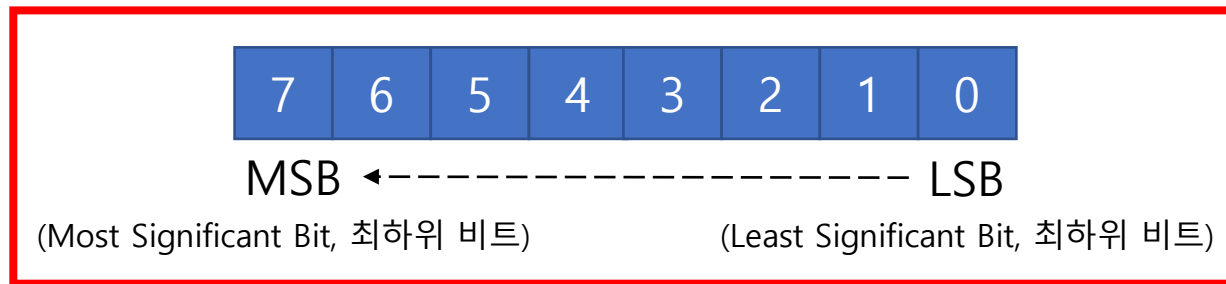 7 6 5 4 3 2 1 0
MSB LSB
(Most Significant Bit, 최하위 비트) (Least Significant Bit, 최하위 비트)